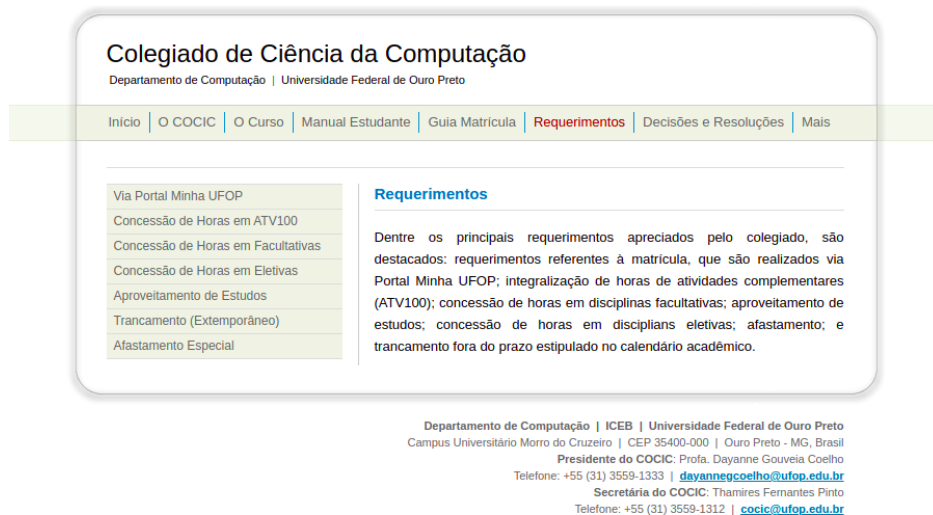 Colegiado de Ciência da Computação
Departamento de Computação | Universidade Federal de Ouro Preto
Início | O COCIC | O Curso | Manual Estudante | Guia Matrícula | Requerimentos | Decisões e Resoluções | Mais
Via Portal Minha UFOP
Concessão de Horas em ATV100
Concessão de Horas em Facultativas
Concessão de Horas em Eletivas
Aproveitamento de Estudos
Trancamento (Extemporâneo)
Afastamento Especial
Requerimentos
Dentre os principais requerimentos apreciados pelo colegiado, são
destacados: requerimentos referentes à matrícula, que são realizados via
Portal Minha UFOP; integralização de horas de atividades complementares
(ATV100); concessão de horas em disciplinas facultativas; aproveitamento de
estudos; concessão de horas em disciplians eletivas; afastamento; e
trancamento fora do prazo estipulado no calendário acadêmico.
Departamento de Computação | ICEB | Universidade Federal de Ouro Preto
Campus Universitário Morro do Cruzeiro | CEP 35400-000 | Ouro Preto - MG, Brasil
Presidente do COCIC: Profa. Dayanne Gouveia Coelho
Telefone: +55 (31) 3559-1333 | dayannegcoelho@ufop.edu.br
Secretária do COCIC: Thamires Fernantes Pinto
Telefone: +55 (31) 3559-1312 | cocic@ufop.edu.br